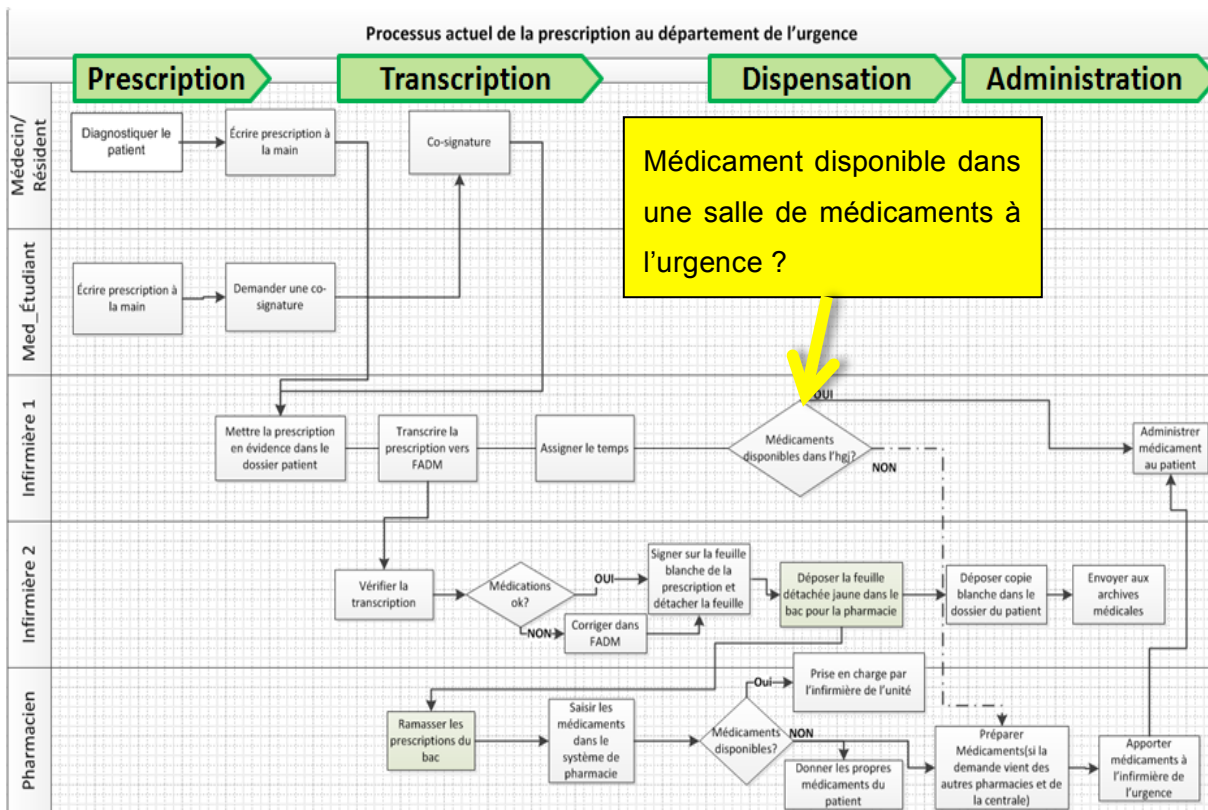 Processus actuel de la prescription au département de l'urgence
Prescription
Transcription
Dispensation
Administration
Médecin/
Résident
Diagnostiquer le
patient
Écrire prescription à
la main
Co-signature
Médicament disponible dans
une salle de médicaments à
l'urgence ?
Med_Étudiant
Écrire prescription à
la main
Demander une co-
signature
Infirmière 1
Mettre la prescription
en évidence dans le
dossier patient
Transcrire la
prescription vers
FADM
Assigner le temps
Médicaments
disponibles dans l'hgj?
OUI
NON
Administrer
médicament
au patient
Infirmière 2
Vérifier la
transcription
Médications
ok?
OUI
NON
Signer sur la feuille
blanche de la
prescription et
détacher la feuille
Corriger dans
FADM
Déposer la feuille
détachée jaune dans le
bac pour la pharmacie
Déposer copie
blanche dans le
dossier du patient
Envoyer aux
archives
médicales
Pharmacien
Ramasser les
prescriptions du
bac
Saisir les
médicaments
dans le
système de
pharmacie
Médicaments
disponibles?
Oui
NON
Prise en charge par
l'infirmière de l'unité
Donner les propres
médicaments du
patient
Préparer
Médicaments(si la
demande vient des
autres pharmacies et de
la centrale)
Apporter
médicaments à
l'infirmière de
l'urgence